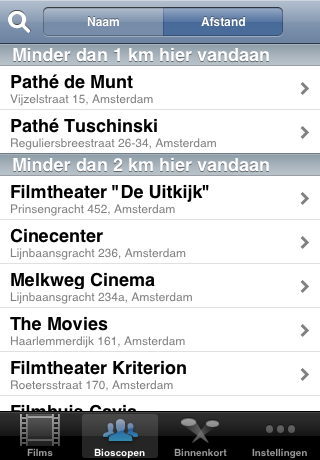 Naam Afstand
Minder dan 1 km hier vandaan
Pathé de Munt
Vijzelstraat 15, Amsterdam
Pathé Tuschinski
Reguliersbreestraat 26-34, Amsterdam
Minder dan 2 km hier vandaan
Filmtheater "De Uitkijk"
Prinsengracht 452, Amsterdam
Cinecenter
Lijnbaansgracht 236, Amsterdam
Melkweg Cinema
Lijnbaansgracht 234a, Amsterdam
The Movies
Haarlemmerdijk 161, Amsterdam
Filmtheater Kriterion
Roetersstraat 170, Amsterdam
Filmhuis Cavia
Films Bioscopen Binnenkort Instellingen